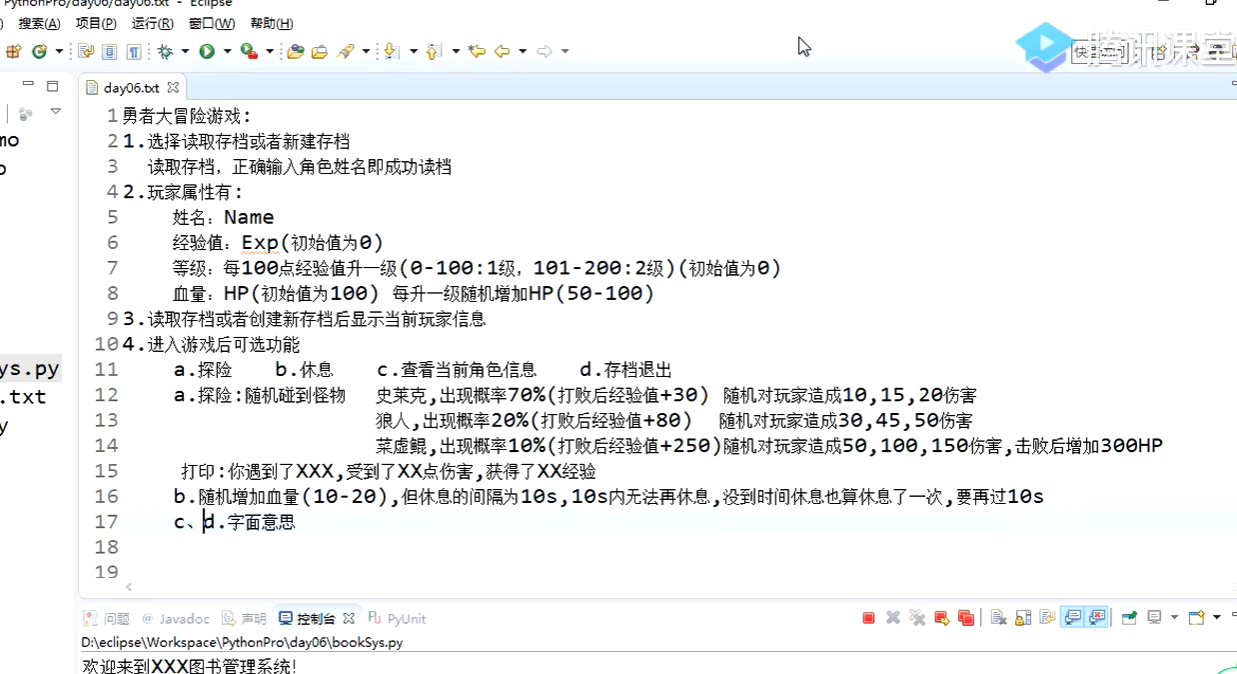 PythonPro/day06/day06.txt - Eclipse
搜索(A) 项目(P) 运行(R) 窗口(W) 帮助(H)
腾讯课堂
day06.txt
1 勇者大冒险游戏:
2 1.选择读取存档或者新建存档
3 读取存档，正确输入角色姓名即成功读档
4 2.玩家属性有:
5 姓名: Name
6 经验值: Exp(初始值为0)
7 等级: 每100点经验值升一级(0-100:1级，101-200:2级)(初始值为0)
8 血量: HP(初始值为100) 每升一级随机增加HP(50-100)
9 3.读取存档或者创建新存档后显示当前玩家信息
10 4.进入游戏后可选功能
11 a.探险 b.休息 c.查看当前角色信息 d.存档退出
12 a.探险:随机碰到怪物 史莱克,出现概率70%(打败后经验值+30) 随机对玩家造成10,15,20伤害
13 狼人,出现概率20%(打败后经验值+80) 随机对玩家造成30,45,50伤害
14 菜虚鲲,出现概率10%(打败后经验值+250)随机对玩家造成50,100,150伤害,击败后增加300HP
15 打印:你遇到了XXX,受到了XX点伤害,获得了XX经验
16 b.随机增加血量(10-20),但休息的间隔为10s,10s内无法再休息,没到时间休息也算休息了一次,要再过10s
17 c、d.字面意思
18
19
mo
ys.py
.txt
y
问题 @ Javadoc 声明 控制台 PyUnit
D:\eclipse\Workspace\PythonPro\day06\bookSys.py
欢迎来到XXX图书管理系统!